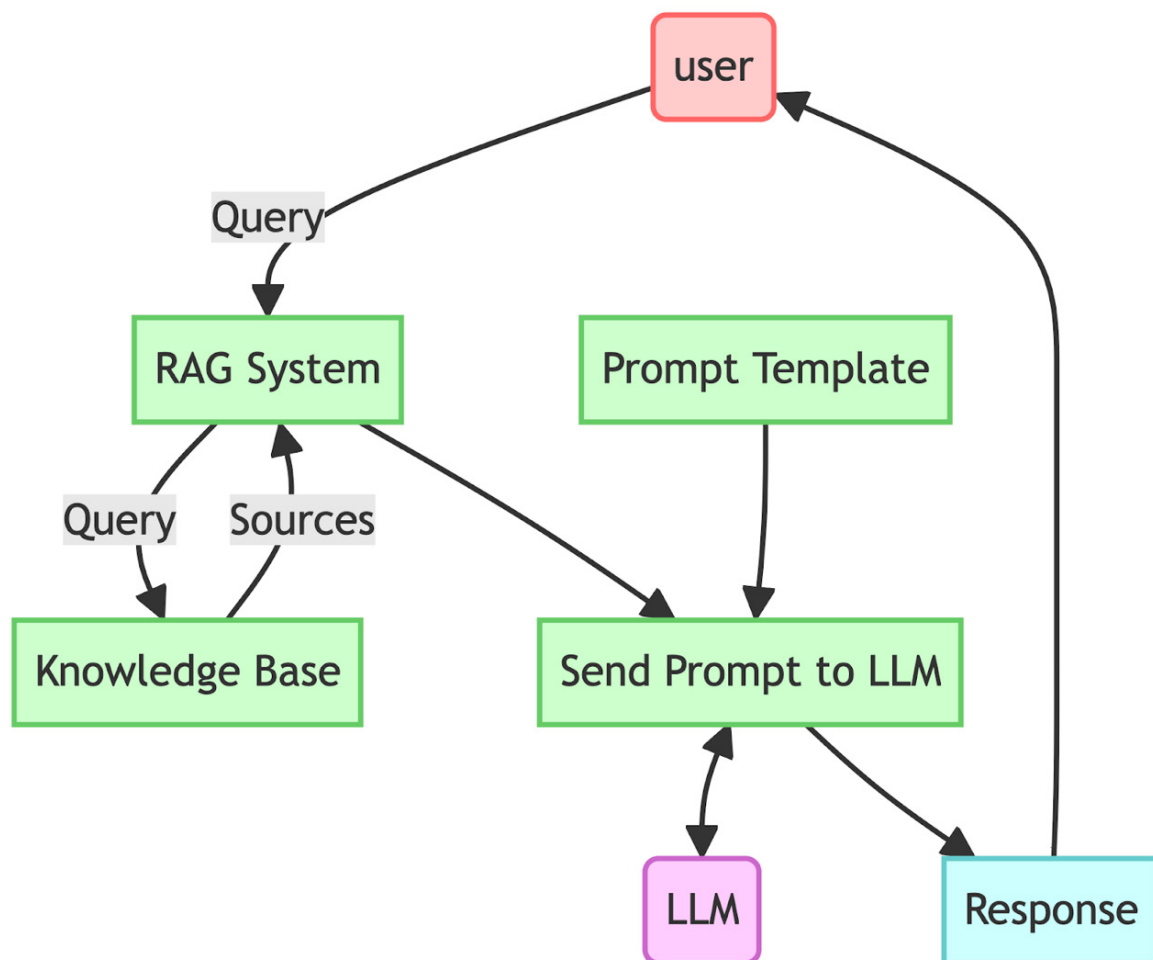 user
Query
RAG System
Prompt Template
Query
Sources
Knowledge Base
Send Prompt to LLM
LLM
Response